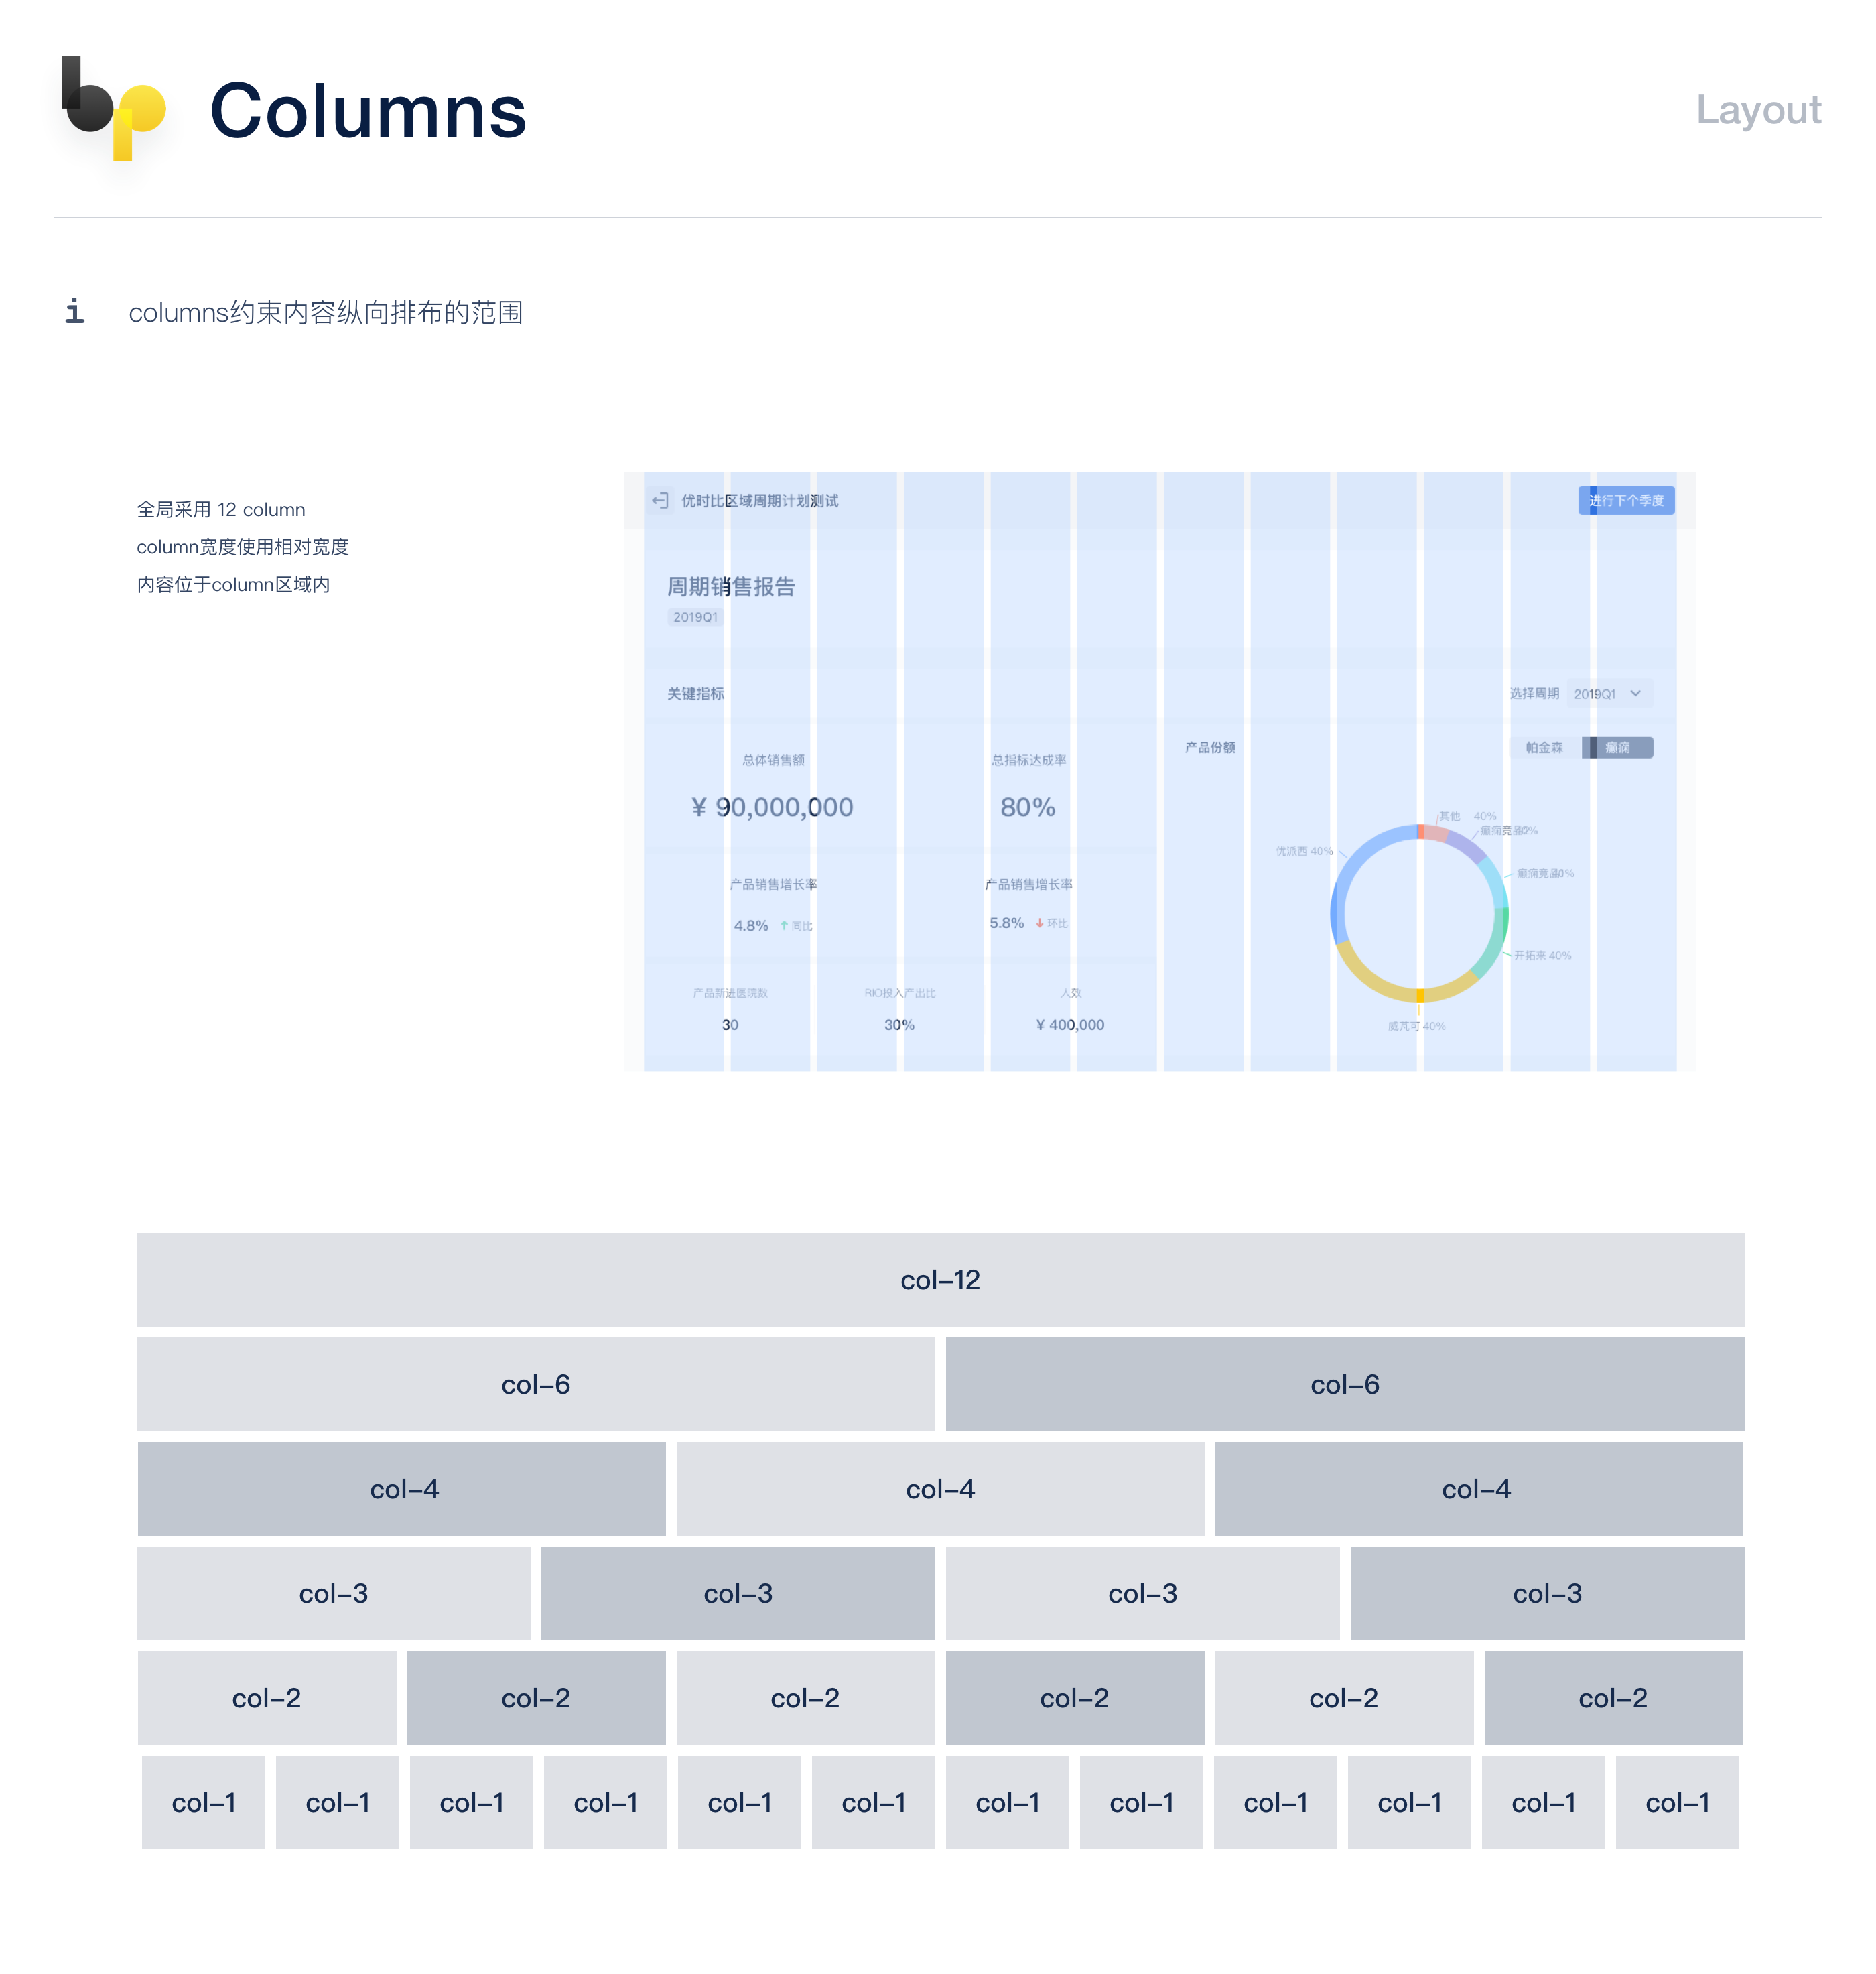 bp
Columns
Layout
i
columns约束内容纵向排布的范围
全局采用 12 column
column宽度使用相对宽度
内容位于column区域内
优时比区域周期计划测试
进行下个季度
周期销售报告
2019Q1
关键指标
选择周期 2019Q1
产品份额
帕金森 癫痫
总体销售额 总指标达成率
¥ 90,000,000 80%
产品销售增长率 产品销售增长率
4.8% 同比 5.8% 环比
产品新进医院数 RIO投入产出比 人效
30 30% ¥ 400,000
其他 40%
癫痫竞品2
优派西 40%
癫痫竞品1
开拓来 40%
威芃可 40%
col–12
col–6 col–6
col–4 col–4 col–4
col–3 col–3 col–3 col–3
col–2 col–2 col–2 col–2 col–2 col–2
col–1 col–1 col–1 col–1 col–1 col–1 col–1 col–1 col–1 col–1 col–1 col–1